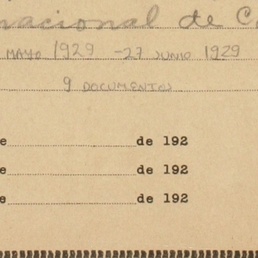 nacional de C
MAYO 1929 - 27 JUNIO 1929
9 DOCUMENTOS
e de 192
e de 192
e de 192